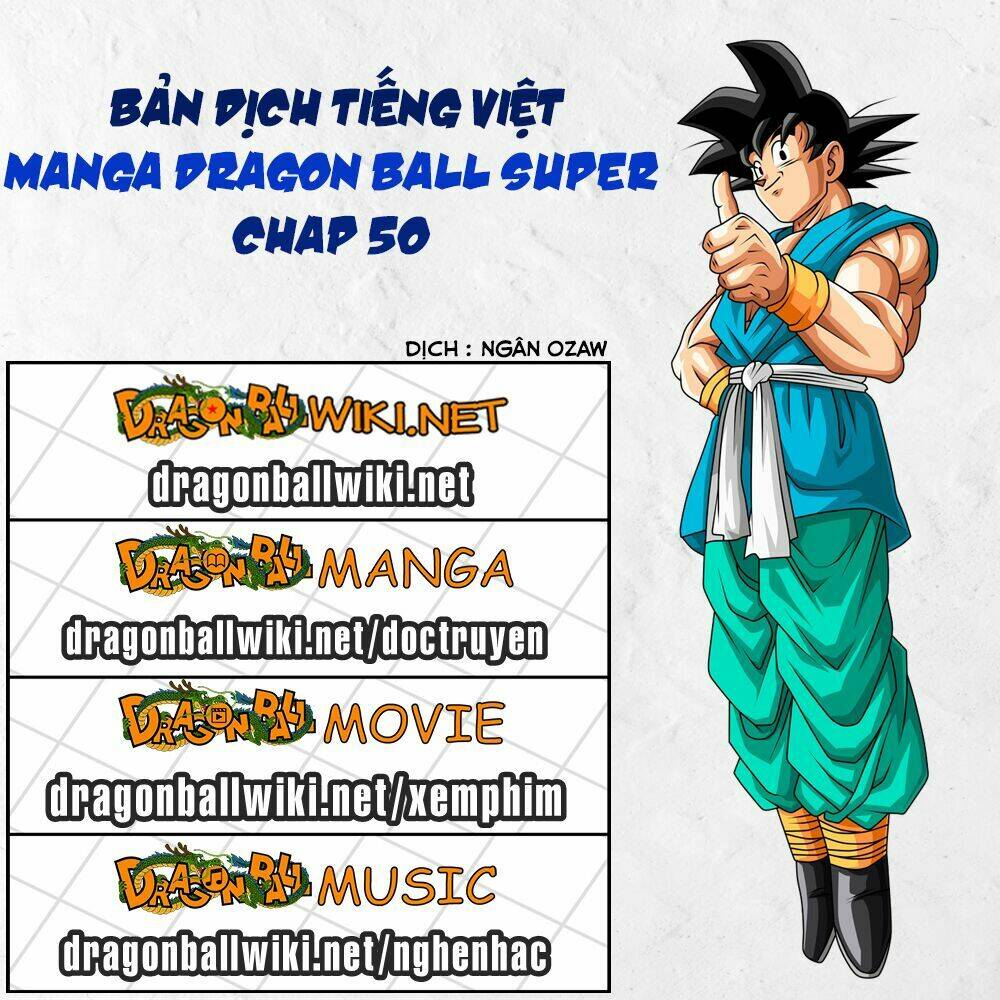 BẢN DỊCH TIẾNG VIỆT
MANGA DRAGON BALL SUPER
CHAP 50
DỊCH : NGÂN OZAW
DRAGON BALL WIKI.NET
dragonballwiki.net
DRAGON BALL MANGA
dragonballwiki.net/doctruyen
DRAGON BALL MOVIE
dragonballwiki.net/xemphim
DRAGON BALL MUSIC
dragonballwiki.net/nghenhac